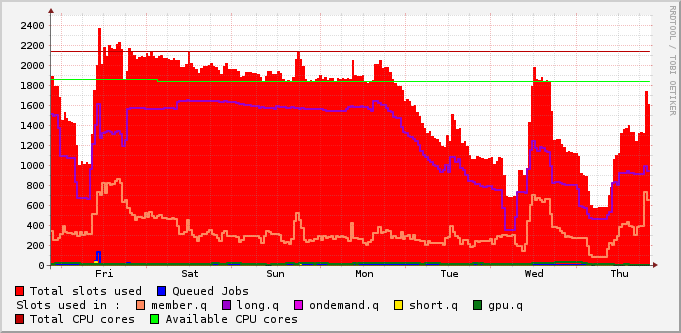 RRDTOOL / TOBI OETIKER
2400
2200
2000
1800
1600
1400
1200
1000
800
600
400
200
0
Fri Sat Sun Mon Tue Wed Thu
Total slots used Queued Jobs
Slots used in : member.q long.q ondemand.q short.q gpu.q
Total CPU cores Available CPU cores